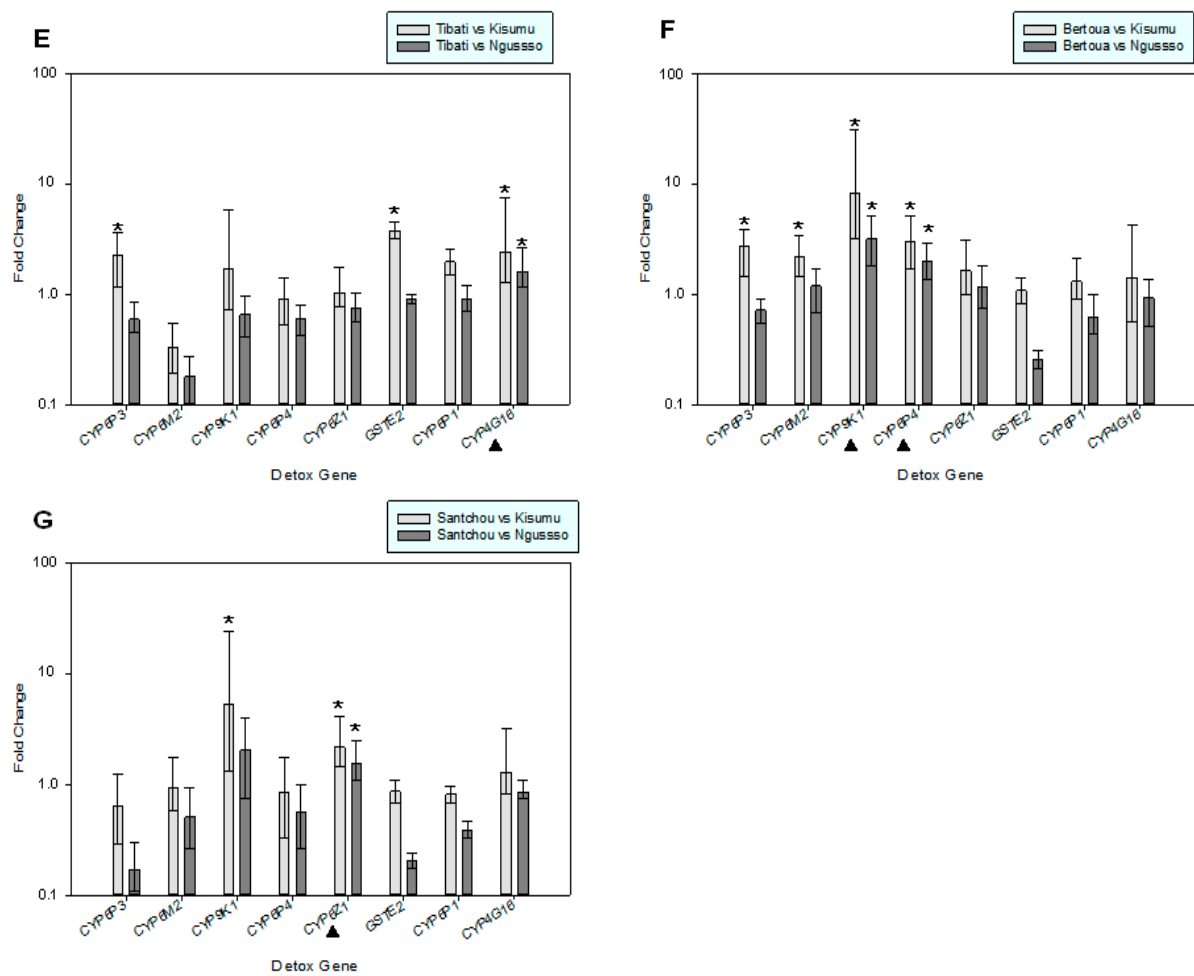 E
Tibati vs Kisumu
Tibati vs Ngussso
100
10
1.0
0.1
Fold Change
* * * *
CYP6P3 CYP6M2 CYP9K1 CYP6P4 CYP6Z1 GSTE2 CYP6P1 CYP4G16
Detox Gene
F
Bertoua vs Kisumu
Bertoua vs Ngussso
100
10
1.0
0.1
Fold Change
* * * * * *
CYP6P3 CYP6M2 CYP9K1 CYP6P4 CYP6Z1 GSTE2 CYP6P1 CYP4G16
Detox Gene
G
Santchou vs Kisumu
Santchou vs Ngussso
100
10
1.0
0.1
Fold Change
* * *
CYP6P3 CYP6M2 CYP9K1 CYP6P4 CYP6Z1 GSTE2 CYP6P1 CYP4G16
Detox Gene